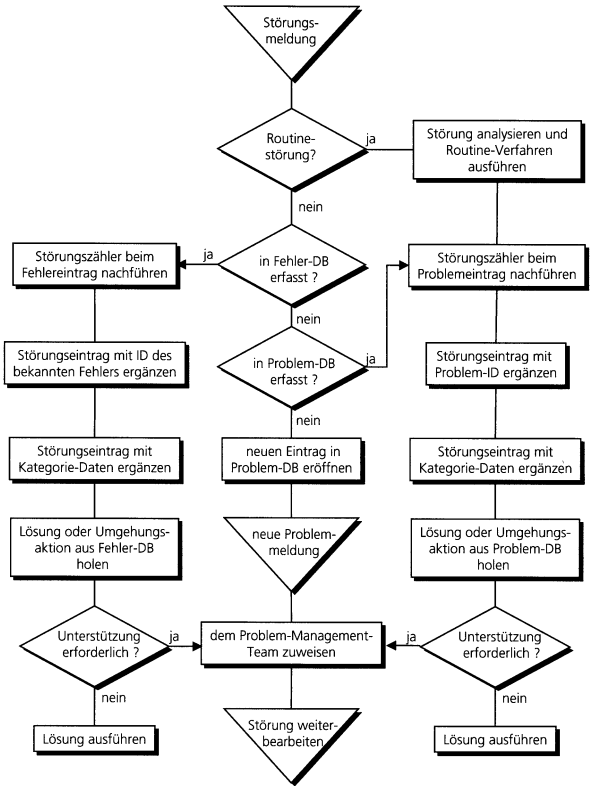 Störungs-
meldung
Routine-
störung?
ja
Störung analysieren und
Routine-Verfahren
ausführen
nein
Störungszähler beim
Fehlereintrag nachführen
ja
in Fehler-DB
erfasst ?
Störungszähler beim
Problemeintrag nachführen
nein
Störungseintrag mit ID des
bekannten Fehlers ergänzen
in Problem-DB
erfasst ?
ja
Störungseintrag mit
Problem-ID ergänzen
nein
Störungseintrag mit
Kategorie-Daten ergänzen
neuen Eintrag in
Problem-DB eröffnen
Störungseintrag mit
Kategorie-Daten ergänzen
Lösung oder Umgehungs-
aktion aus Fehler-DB
holen
neue Problem-
meldung
Lösung oder Umgehungs-
aktion aus Problem-DB
holen
Unterstützung
erforderlich ?
ja
dem Problem-Management-
Team zuweisen
ja
Unterstützung
erforderlich ?
nein
nein
Lösung ausführen
Störung weiter-
bearbeiten
Lösung ausführen